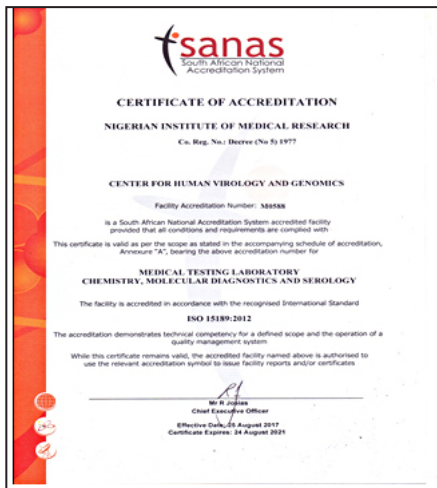 sanas
South African National
Accreditation System
CERTIFICATE OF ACCREDITATION
NIGERIAN INSTITUTE OF MEDICAL RESEARCH
Co. Reg. No.: Decree (No 5) 1977
CENTER FOR HUMAN VIROLOGY AND GENOMICS
Facility Accreditation Number: M0588
is a South African National Accreditation System accredited facility
provided that all conditions and requirements are complied with
This certificate is valid as per the scope as stated in the accompanying schedule of accreditation,
Annexure "A", bearing the above accreditation number for
MEDICAL TESTING LABORATORY
CHEMISTRY, MOLECULAR DIAGNOSTICS AND SEROLOGY
The facility is accredited in accordance with the recognised International Standard
ISO 15189:2012
The accreditation demonstrates technical competency for a defined scope and the operation of a
quality management system
While this certificate remains valid, the accredited facility named above is authorised to
use the relevant accreditation symbol to issue facility reports and/or certificates
Mr R Josias
Chief Executive Officer
Effective Date: 25 August 2017
Certificate Expires: 24 August 2021